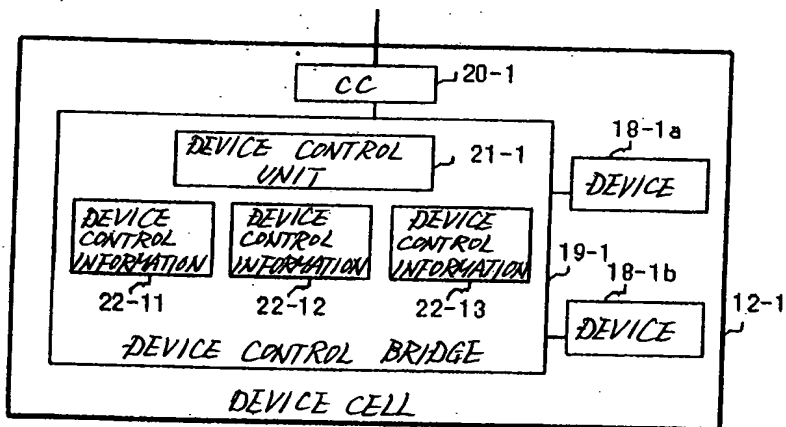 CC
20-1
DEVICE CONTROL
UNIT
21-1
18-1a
DEVICE
DEVICE
CONTROL
INFORMATION
22-11
DEVICE
CONTROL
INFORMATION
22-12
DEVICE
CONTROL
INFORMATION
22-13
19-1
18-1b
DEVICE
12-1
DEVICE CONTROL BRIDGE
DEVICE CELL